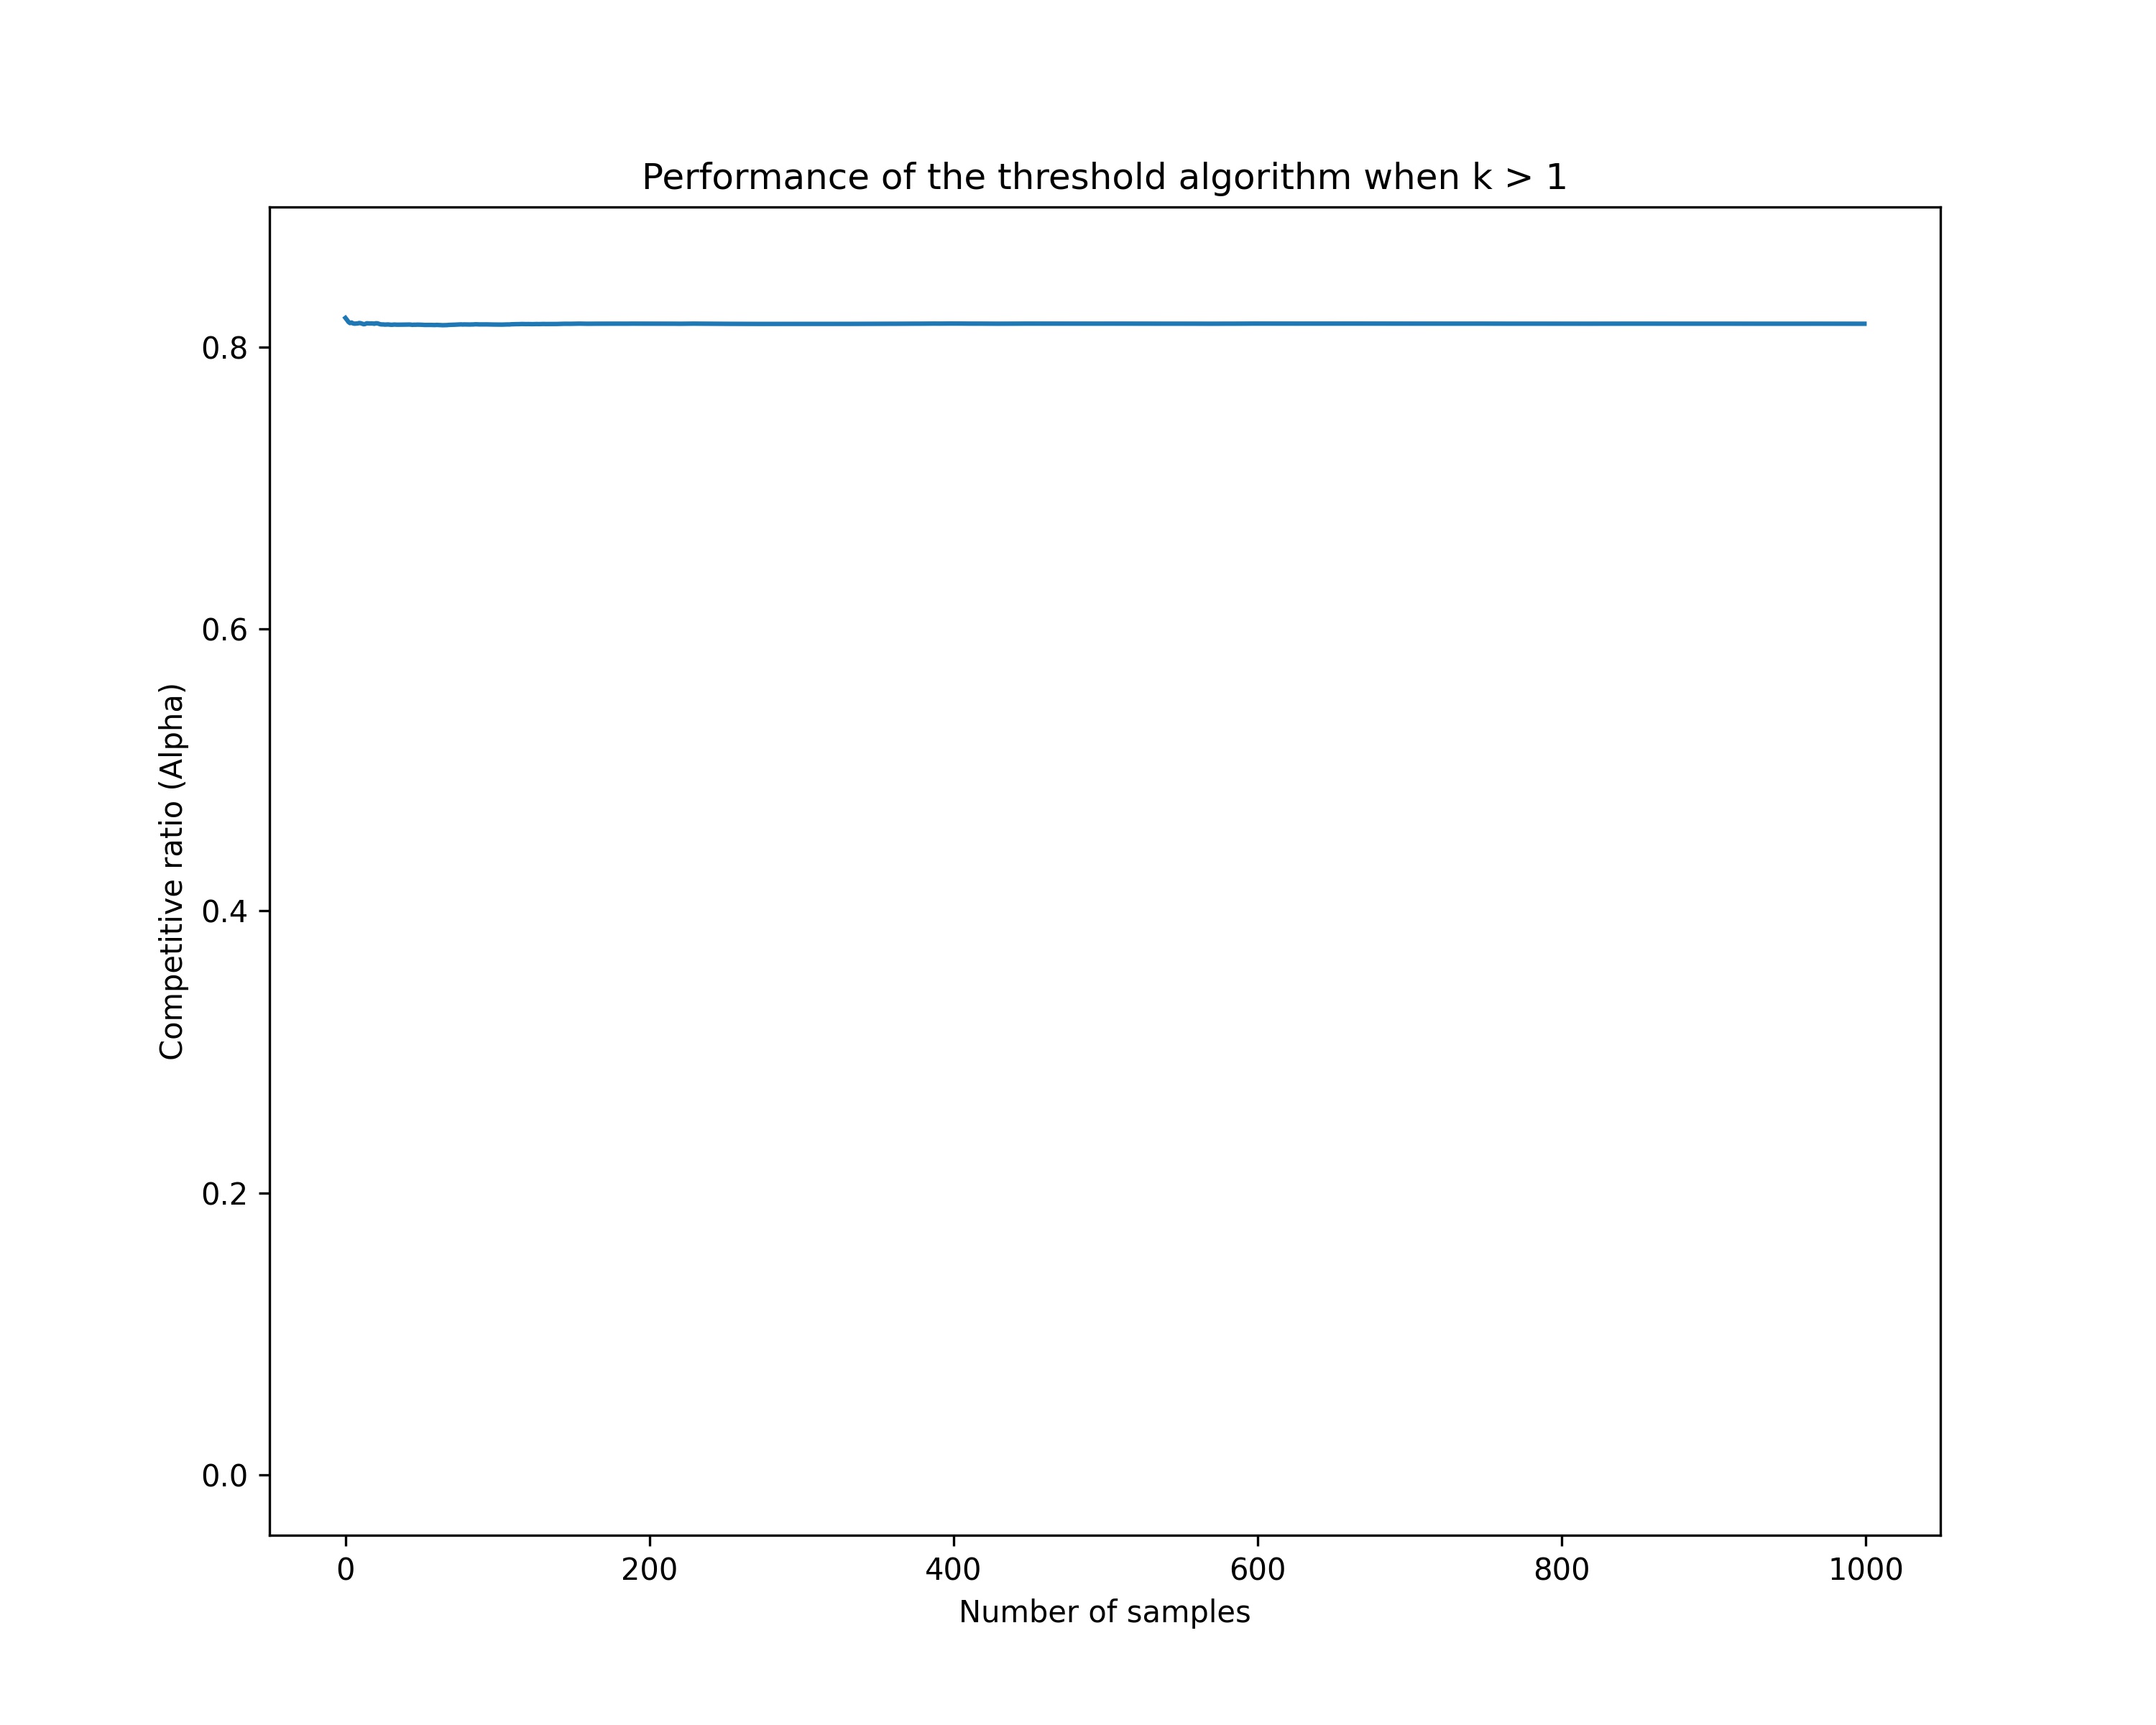 Performance of the threshold algorithm when k > 1
Competitive ratio (Alpha)
0.8
0.6
0.4
0.2
0.0
0 200 400 600 800 1000
Number of samples